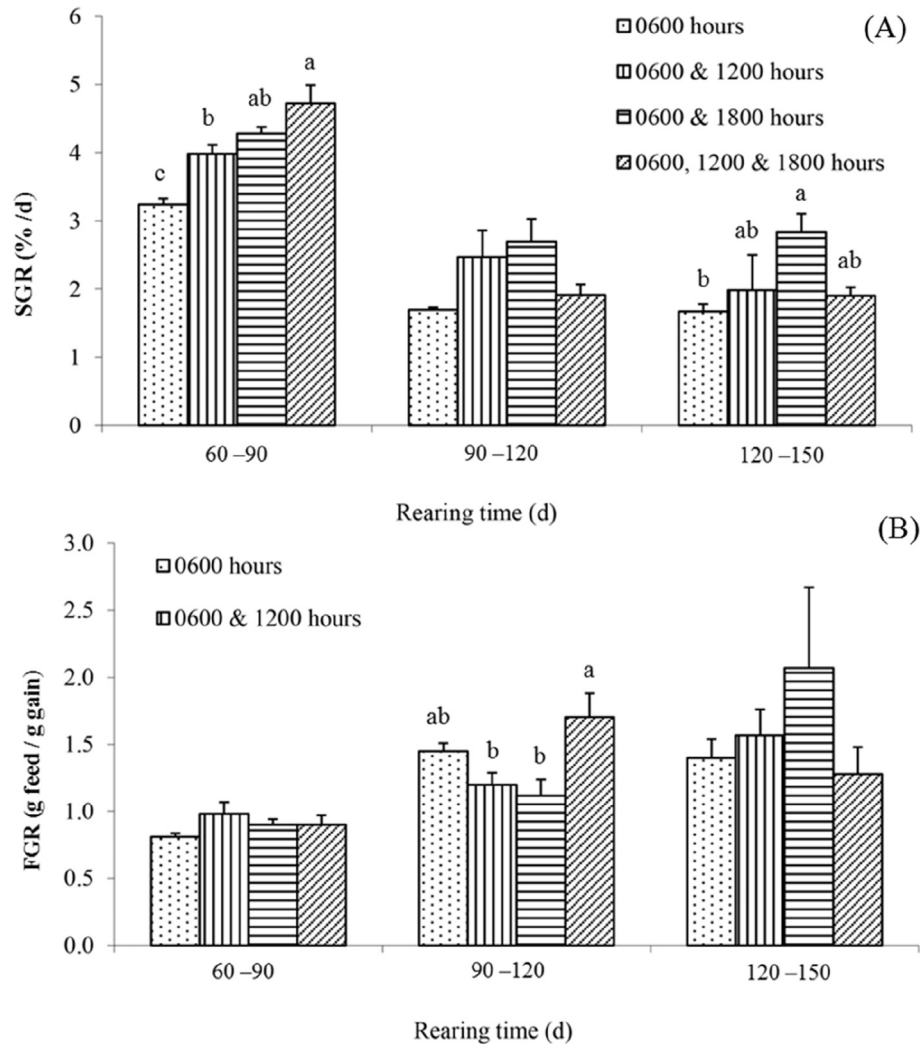 (A)
6
5
4
3
2
1
0
SGR (% /d)
0600 hours
0600 & 1200 hours
0600 & 1800 hours
0600, 1200 & 1800 hours
c
b
ab
a
b
ab
a
ab
60 –90
90 –120
120 –150
Rearing time (d)
(B)
3.0
2.5
2.0
1.5
1.0
0.5
0.0
FGR (g feed / g gain)
0600 hours
0600 & 1200 hours
ab
b
b
a
60 –90
90 –120
120 –150
Rearing time (d)